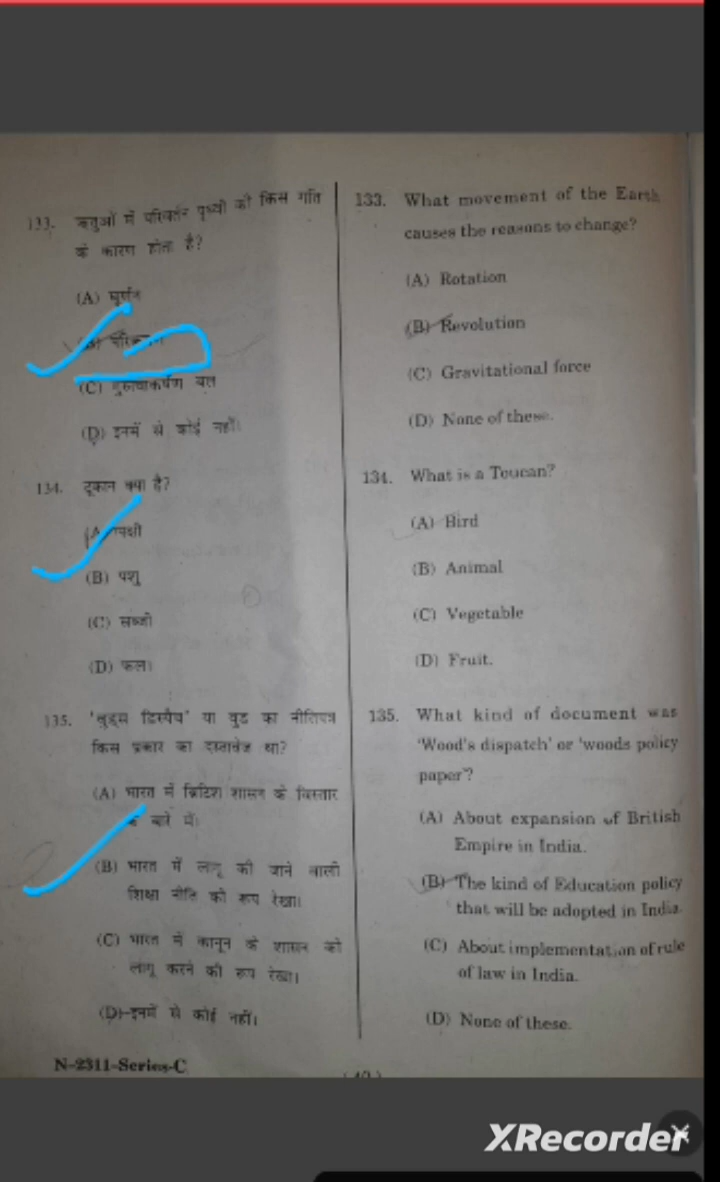 133. ऋतुओं में परिवर्तन पृथ्वी की किस गति
के कारण होता है?
(A) घूर्णन
(B)
(C) गुरुत्वाकर्षण बल
(D) इनमें से कोई नहीं।
134. टूकान क्या है?
(A) पक्षी
(B) पशु
(C) सब्जी
(D) फल।
135. 'वुड्स डिस्पैच' या वुड का नीतिपत्र
किस प्रकार का दस्तावेज था?
(A) भारत में ब्रिटिश शासन के विस्तार
के बारे में।
(B) भारत में लागू की जाने वाली
शिक्षा नीति की रूप रेखा।
(C) भारत में कानून के शासन को
लागू करने की रूप रेखा।
(D) इनमें से कोई नहीं।
N-2311-Series-C
133. What movement of the Earth
causes the reasons to change?
(A) Rotation
(B) Revolution
(C) Gravitational force
(D) None of these.
134. What is a Toucan?
(A) Bird
(B) Animal
(C) Vegetable
(D) Fruit.
135. What kind of document was
'Wood's dispatch' or 'woods policy
paper'?
(A) About expansion of British
Empire in India.
(B) The kind of Education policy
that will be adopted in India.
(C) About implementation of rule
of law in India.
(D) None of these.
XRecorder